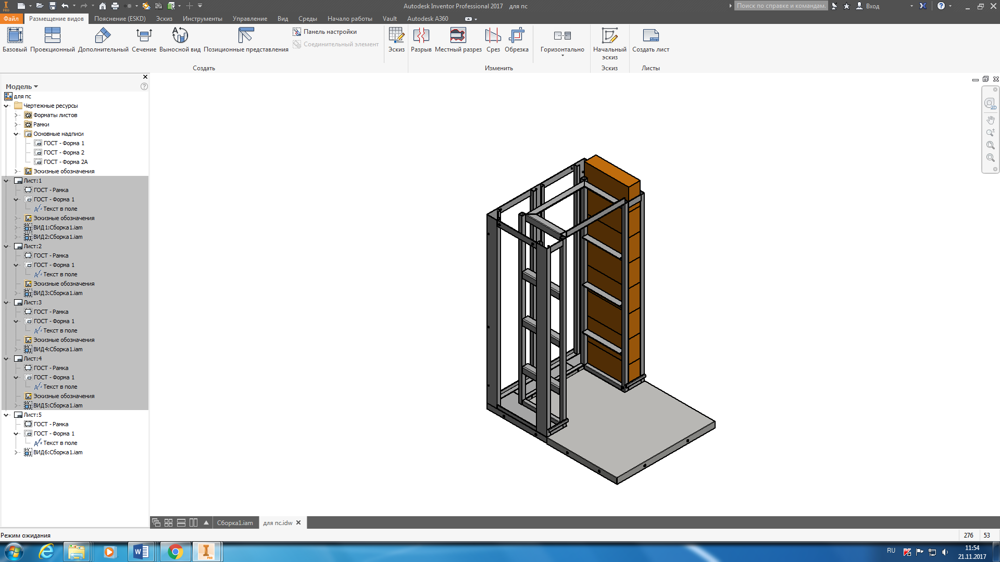 Autodesk Inventor Professional 2017 для пс
Поиск по справке и командам.
Вход
Файл
Размещение видов
Пояснение (ESKD)
Эскиз
Инструменты
Управление
Вид
Среды
Начало работы
Vault
Autodesk A360
Базовый
Проекционный
Дополнительный
Сечение
Выносной вид
Позиционные представления
Панель настройки
Соединительный элемент
Эскиз
Разрыв
Местный разрез
Срез
Обрезка
Горизонтально
Начальный эскиз
Создать лист
Создать
Изменить
Эскиз
Листы
Модель
для пс
Чертежные ресурсы
Форматы листов
Рамки
Основные надписи
ГОСТ - Форма 1
ГОСТ - Форма 2
ГОСТ - Форма 2А
Эскизные обозначения
Лист:1
ГОСТ - Рамка
ГОСТ - Форма 1
Текст в поле
Эскизные обозначения
ВИД1:Сборка1.iam
ВИД2:Сборка1.iam
Лист:2
ГОСТ - Рамка
ГОСТ - Форма 1
Текст в поле
Эскизные обозначения
ВИД3:Сборка1.iam
Лист:3
ГОСТ - Рамка
ГОСТ - Форма 1
Текст в поле
Эскизные обозначения
ВИД4:Сборка1.iam
Лист:4
ГОСТ - Рамка
ГОСТ - Форма 1
Текст в поле
Эскизные обозначения
ВИД5:Сборка1.iam
Лист:5
ГОСТ - Рамка
ГОСТ - Форма 1
Текст в поле
ВИД6:Сборка1.iam
2D
Сборка1.iam
для пс.idw
Режим ожидания
276 53
RU
11:54
21.11.2017